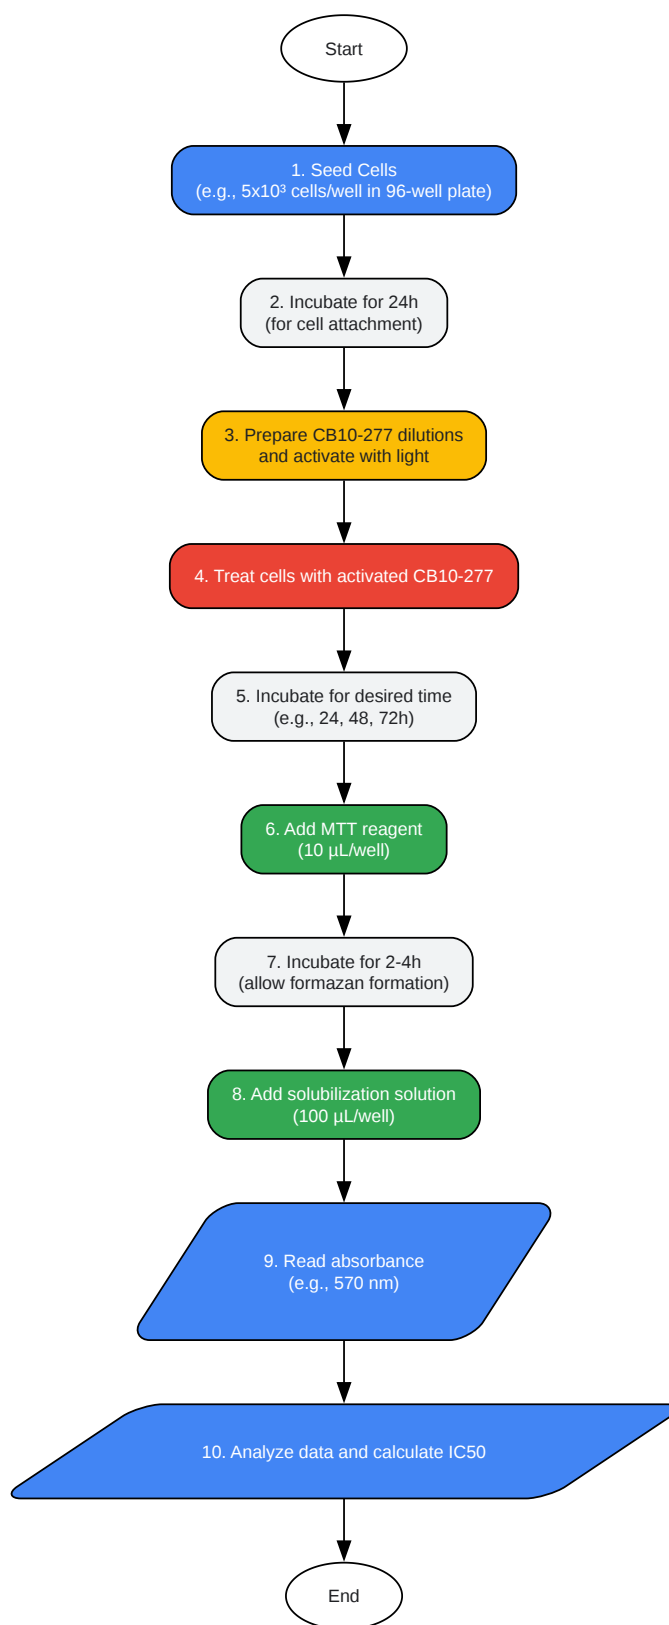 Start
1. Seed Cells
(e.g., 5x10³ cells/well in 96-well plate)
2. Incubate for 24h
(for cell attachment)
3. Prepare CB10-277 dilutions
and activate with light
4. Treat cells with activated CB10-277
5. Incubate for desired time
(e.g., 24, 48, 72h)
6. Add MTT reagent
(10 µL/well)
7. Incubate for 2-4h
(allow formazan formation)
8. Add solubilization solution
(100 µL/well)
9. Read absorbance
(e.g., 570 nm)
10. Analyze data and calculate IC50
End